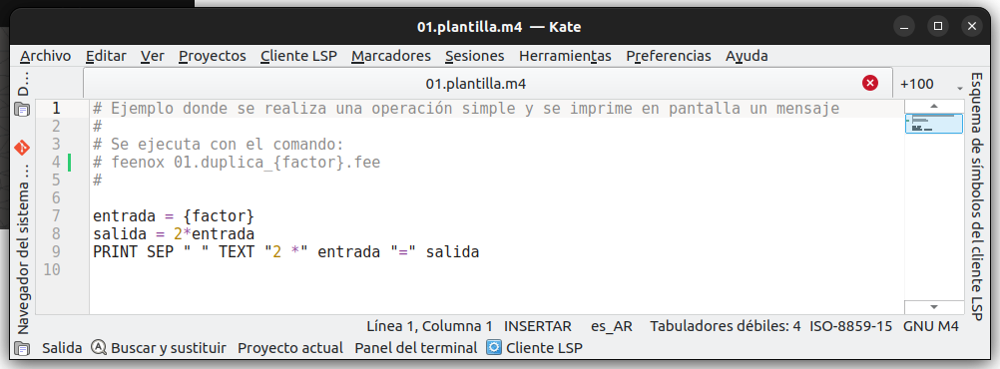 01.plantilla.m4 — Kate
Archivo Editar Ver Proyectos Cliente LSP Marcadores Sesiones Herramientas Preferencias Ayuda
01.plantilla.m4 +100
D...
Navegador del sistema ...
1 # Ejemplo donde se realiza una operación simple y se imprime en pantalla un mensaje
2 #
3 # Se ejecuta con el comando:
4 # feenox 01.duplica_{factor}.fee
5 #
6
7 entrada = {factor}
8 salida = 2*entrada
9 PRINT SEP " " TEXT "2 *" entrada "=" salida
10
Esquema de símbolos del cliente LSP
Línea 1, Columna 1 INSERTAR es_AR Tabuladores débiles: 4 ISO-8859-15 GNU M4
Salida Buscar y sustituir Proyecto actual Panel del terminal Cliente LSP